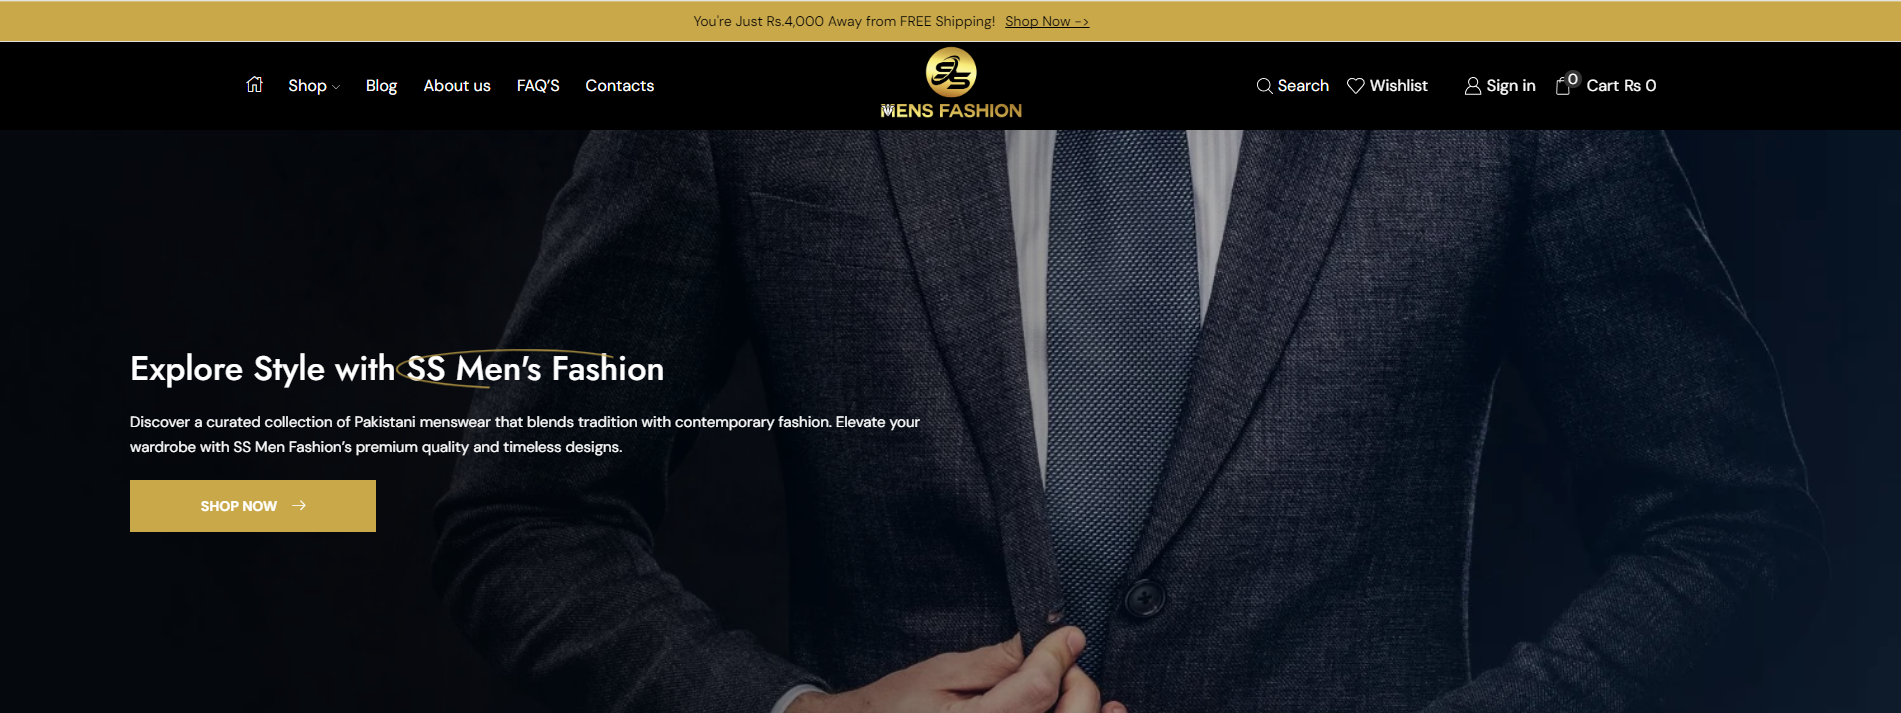 You're Just Rs.4,000 Away from FREE Shipping! Shop Now ->
Shop
Blog
About us
FAQ'S
Contacts
SS
MENS FASHION
Search
Wishlist
Sign in
0
Cart Rs 0
Explore Style with SS Men's Fashion
Discover a curated collection of Pakistani menswear that blends tradition with contemporary fashion. Elevate your
wardrobe with SS Men Fashion’s premium quality and timeless designs.
SHOP NOW →